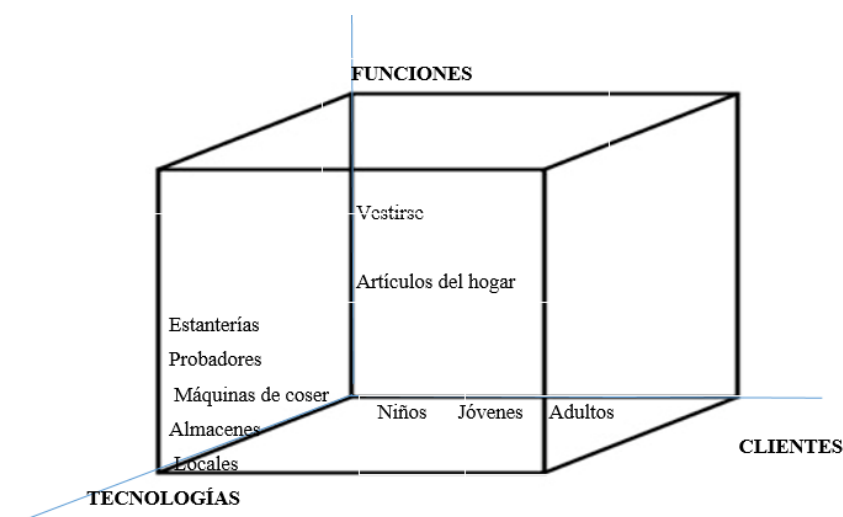 FUNCIONES
Vestirse
Artículos del hogar
Estanterías
Probadores
Máquinas de coser
Almacenes
Locales
Niños Jóvenes Adultos
CLIENTES
TECNOLOGÍAS